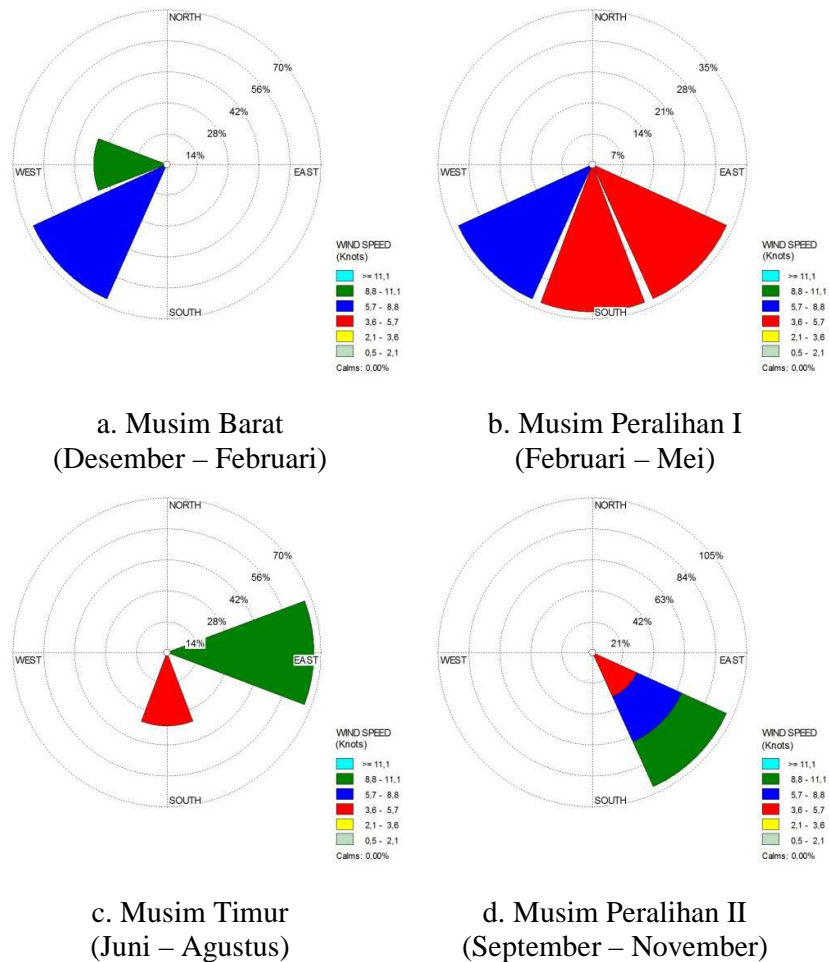 NORTH
70%
56%
42%
28%
14%
WEST
EAST
SOUTH
WIND SPEED
(Knots)
>= 11,1
8,8 - 11,1
5,7 - 8,8
3,6 - 5,7
2,1 - 3,6
0,5 - 2,1
Calms: 0,00%
a. Musim Barat
(Desember – Februari)
NORTH
35%
28%
21%
14%
7%
WEST
EAST
SOUTH
WIND SPEED
(Knots)
>= 11,1
8,8 - 11,1
5,7 - 8,8
3,6 - 5,7
2,1 - 3,6
0,5 - 2,1
Calms: 0,00%
b. Musim Peralihan I
(Februari – Mei)
NORTH
70%
56%
42%
28%
14%
WEST
EAST
SOUTH
WIND SPEED
(Knots)
>= 11,1
8,8 - 11,1
5,7 - 8,8
3,6 - 5,7
2,1 - 3,6
0,5 - 2,1
Calms: 0,00%
c. Musim Timur
(Juni – Agustus)
NORTH
105%
84%
63%
42%
21%
WEST
EAST
SOUTH
WIND SPEED
(Knots)
>= 11,1
8,8 - 11,1
5,7 - 8,8
3,6 - 5,7
2,1 - 3,6
0,5 - 2,1
Calms: 0,00%
d. Musim Peralihan II
(September – November)